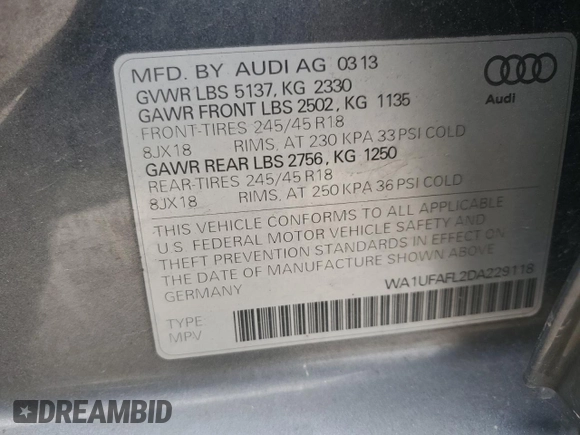 MFD. BY AUDI AG 03 13
GVWR LBS 5137, KG 2330
GAWR FRONT LBS 2502, KG 1135
FRONT-TIRES 245/45 R18
8JX18 RIMS, AT 230 KPA 33 PSI COLD
GAWR REAR LBS 2756, KG 1250
REAR-TIRES 245/45 R18
8JX18 RIMS, AT 250 KPA 36 PSI COLD
THIS VEHICLE CONFORMS TO ALL APPLICABLE
U.S. FEDERAL MOTOR VEHICLE SAFETY AND
THEFT PREVENTION STANDARDS IN EFFECT ON
THE DATE OF MANUFACTURE SHOWN ABOVE
GERMANY
WA1UFAFL2DA229118
TYPE:
MPV
Audi
DREAMBID